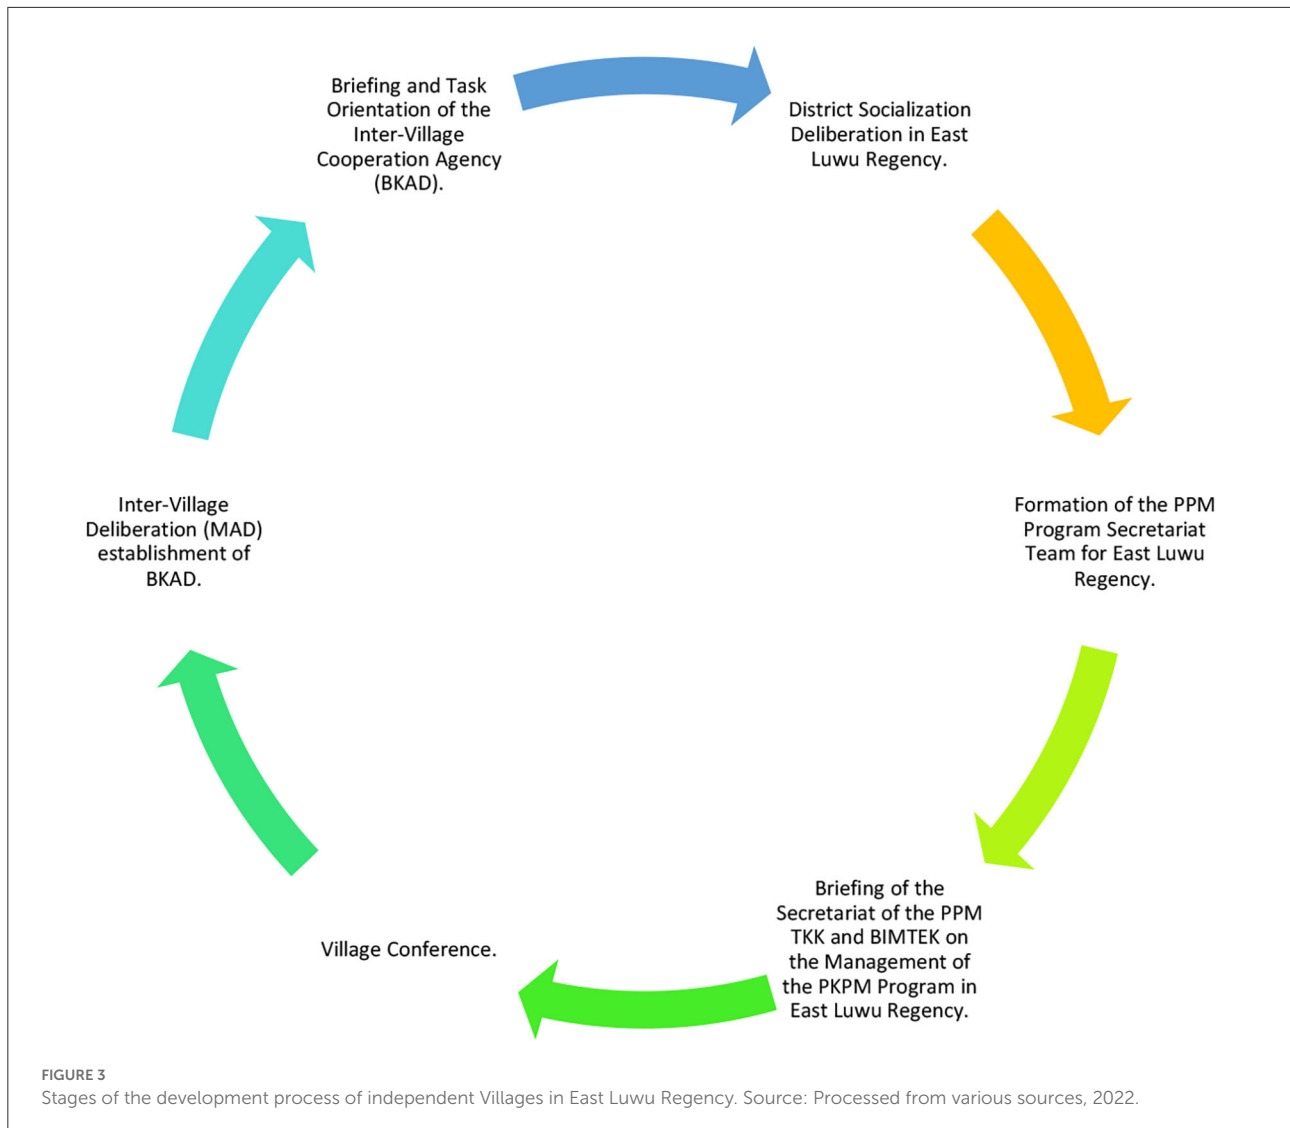 Briefing and Task
Orientation of the
Inter-Village
Cooperation Agency
(BKAD).
District Socialization
Deliberation in East
Luwu Regency.
Formation of the PPM
Program Secretariat
Team for East Luwu
Regency.
Briefing of the
Secretariat of the PPM
TKK and BIMTEK on
the Management of
the PKPM Program in
East Luwu Regency.
Village Conference.
Inter-Village
Deliberation (MAD)
establishment of
BKAD.
FIGURE 3
Stages of the development process of independent Villages in East Luwu Regency. Source: Processed from various sources, 2022.